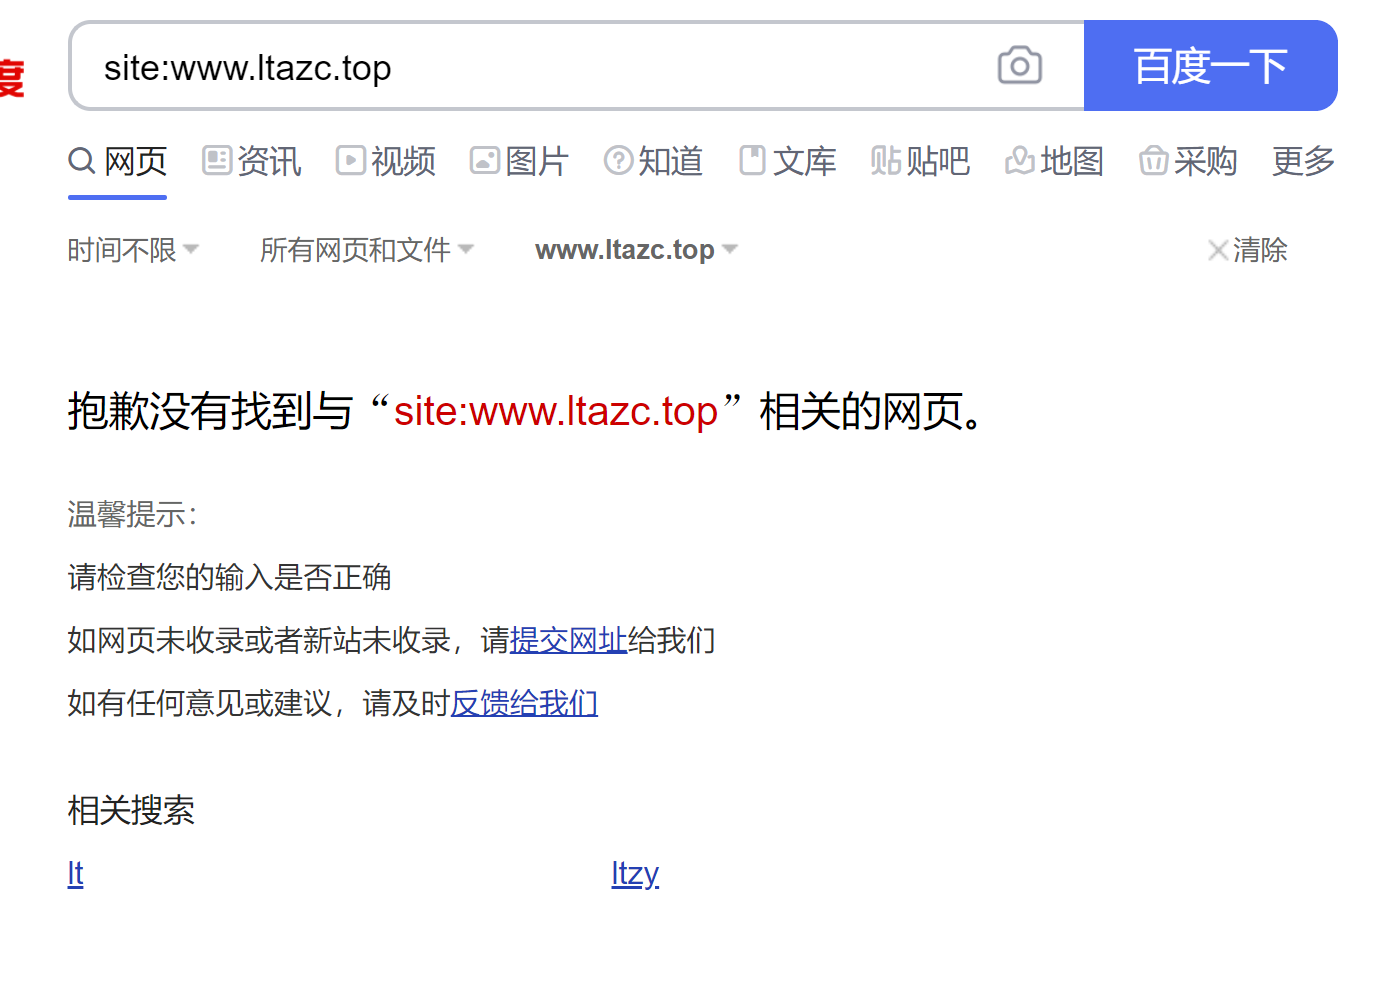 度
site:www.ltazc.top
百度一下
网页 资讯 视频 图片 知道 文库 贴吧 地图 采购 更多
时间不限 所有网页和文件 www.ltazc.top 清除
抱歉没有找到与“site:www.ltazc.top”相关的网页。
温馨提示：
请检查您的输入是否正确
如网页未收录或者新站未收录，请提交网址给我们
如有任何意见或建议，请及时反馈给我们
相关搜索
lt ltzy